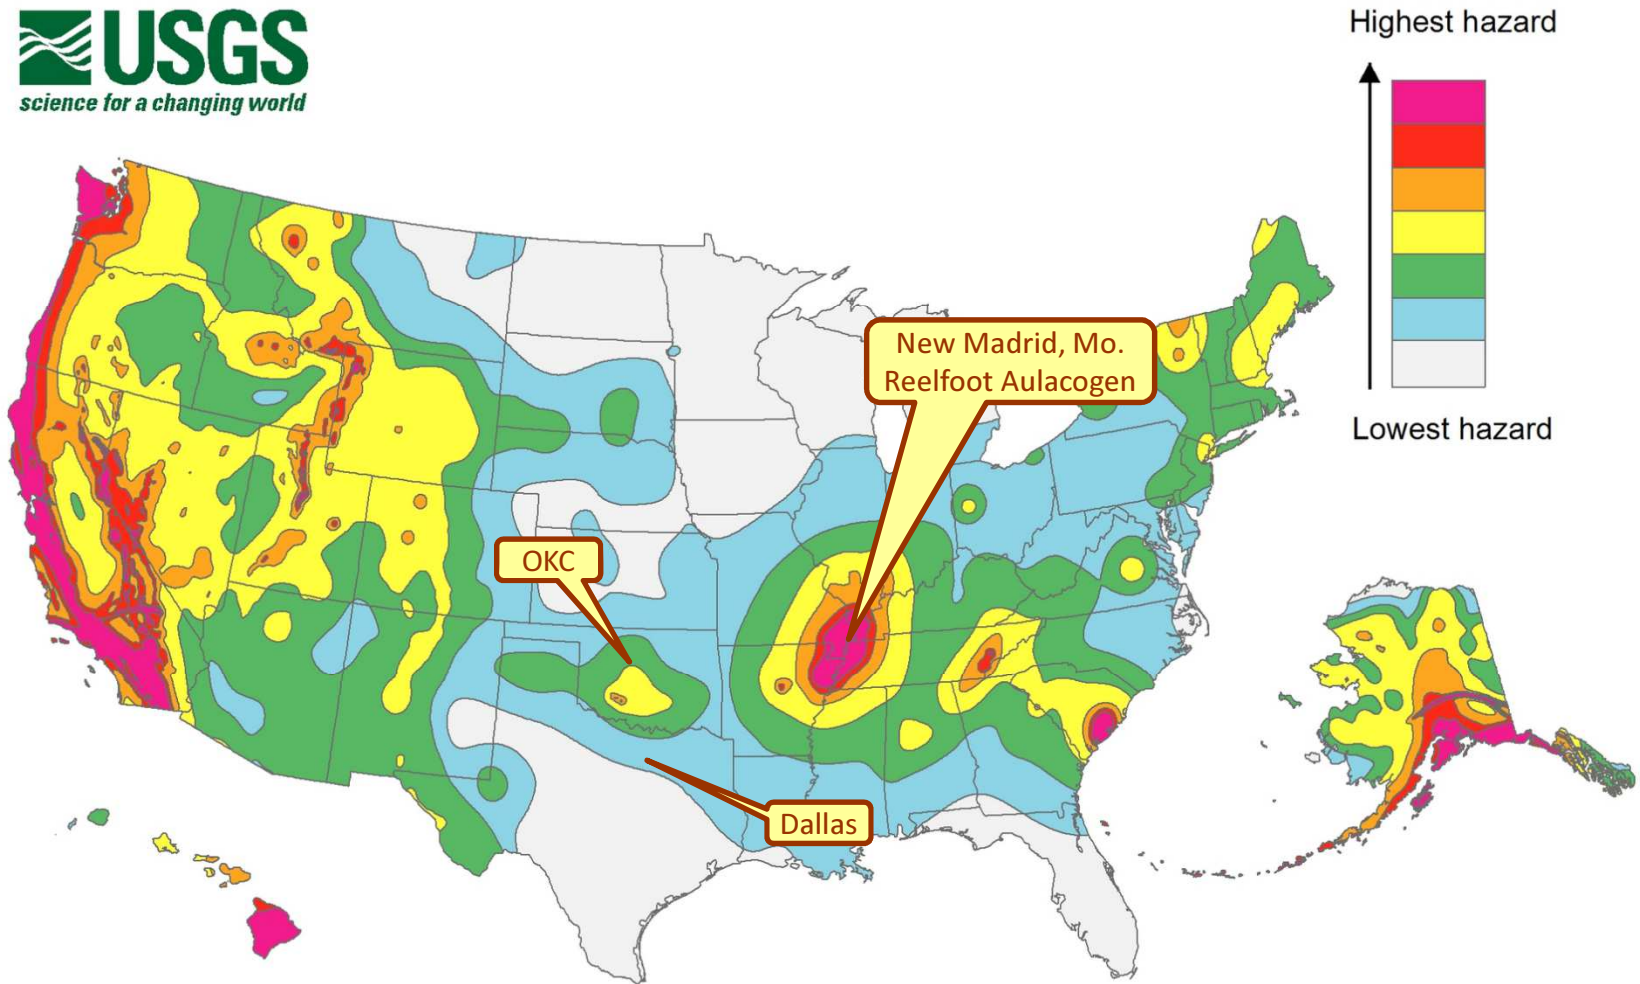 USGS
science for a changing world
Highest hazard
Lowest hazard
New Madrid, Mo.
Reelfoot Aulacogen
OKC
Dallas